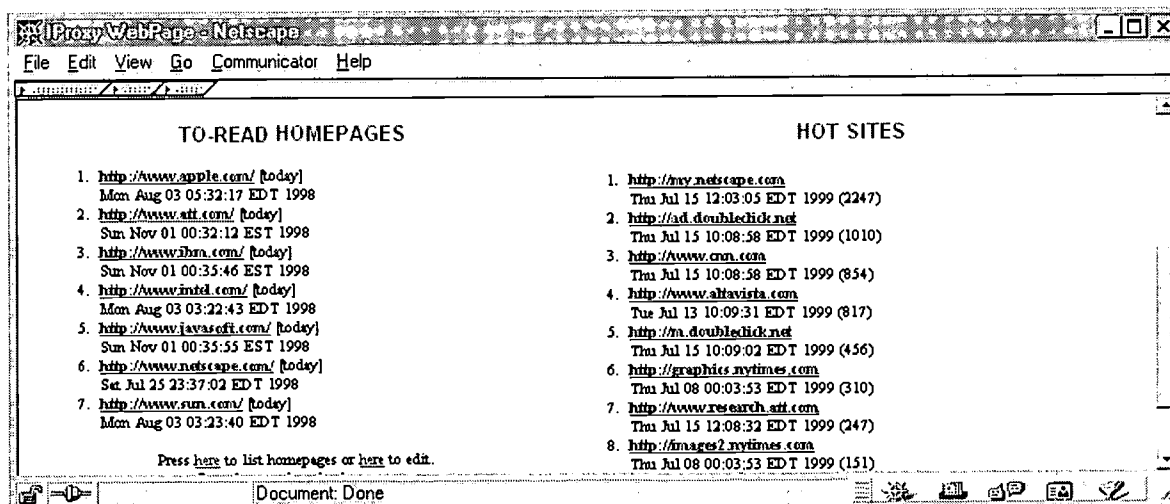 IProxy WebPage - Netscape
File Edit View Go Communicator Help
TO-READ HOMEPAGES
1. http://www.apple.com/ [today]
Mon Aug 03 05:32:17 EDT 1998
2. http://www.att.com/ [today]
Sun Nov 01 00:32:12 EST 1998
3. http://www.ibm.com/ [today]
Sun Nov 01 00:35:46 EST 1998
4. http://www.intel.com/ [today]
Mon Aug 03 03:22:43 EDT 1998
5. http://www.javasoft.com/ [today]
Sun Nov 01 00:35:55 EST 1998
6. http://www.netscape.com/ [today]
Sat Jul 25 23:37:02 EDT 1998
7. http://www.sun.com/ [today]
Mon Aug 03 03:23:40 EDT 1998
Press here to list homepages or here to edit.
HOT SITES
1. http://my.netscape.com
Thu Jul 15 12:03:05 EDT 1999 (2247)
2. http://ad.doubleclick.net
Thu Jul 15 10:08:58 EDT 1999 (1010)
3. http://www.cnn.com
Thu Jul 15 10:08:58 EDT 1999 (854)
4. http://www.altavista.com
Tue Jul 13 10:09:31 EDT 1999 (817)
5. http://m.doubleclick.net
Thu Jul 15 10:09:02 EDT 1999 (456)
6. http://graphics.nytimes.com
Thu Jul 08 00:03:53 EDT 1999 (310)
7. http://www.research.att.com
Thu Jul 15 12:08:32 EDT 1999 (247)
8. http://images2.nytimes.com
Thu Jul 08 00:03:53 EDT 1999 (151)
Document: Done